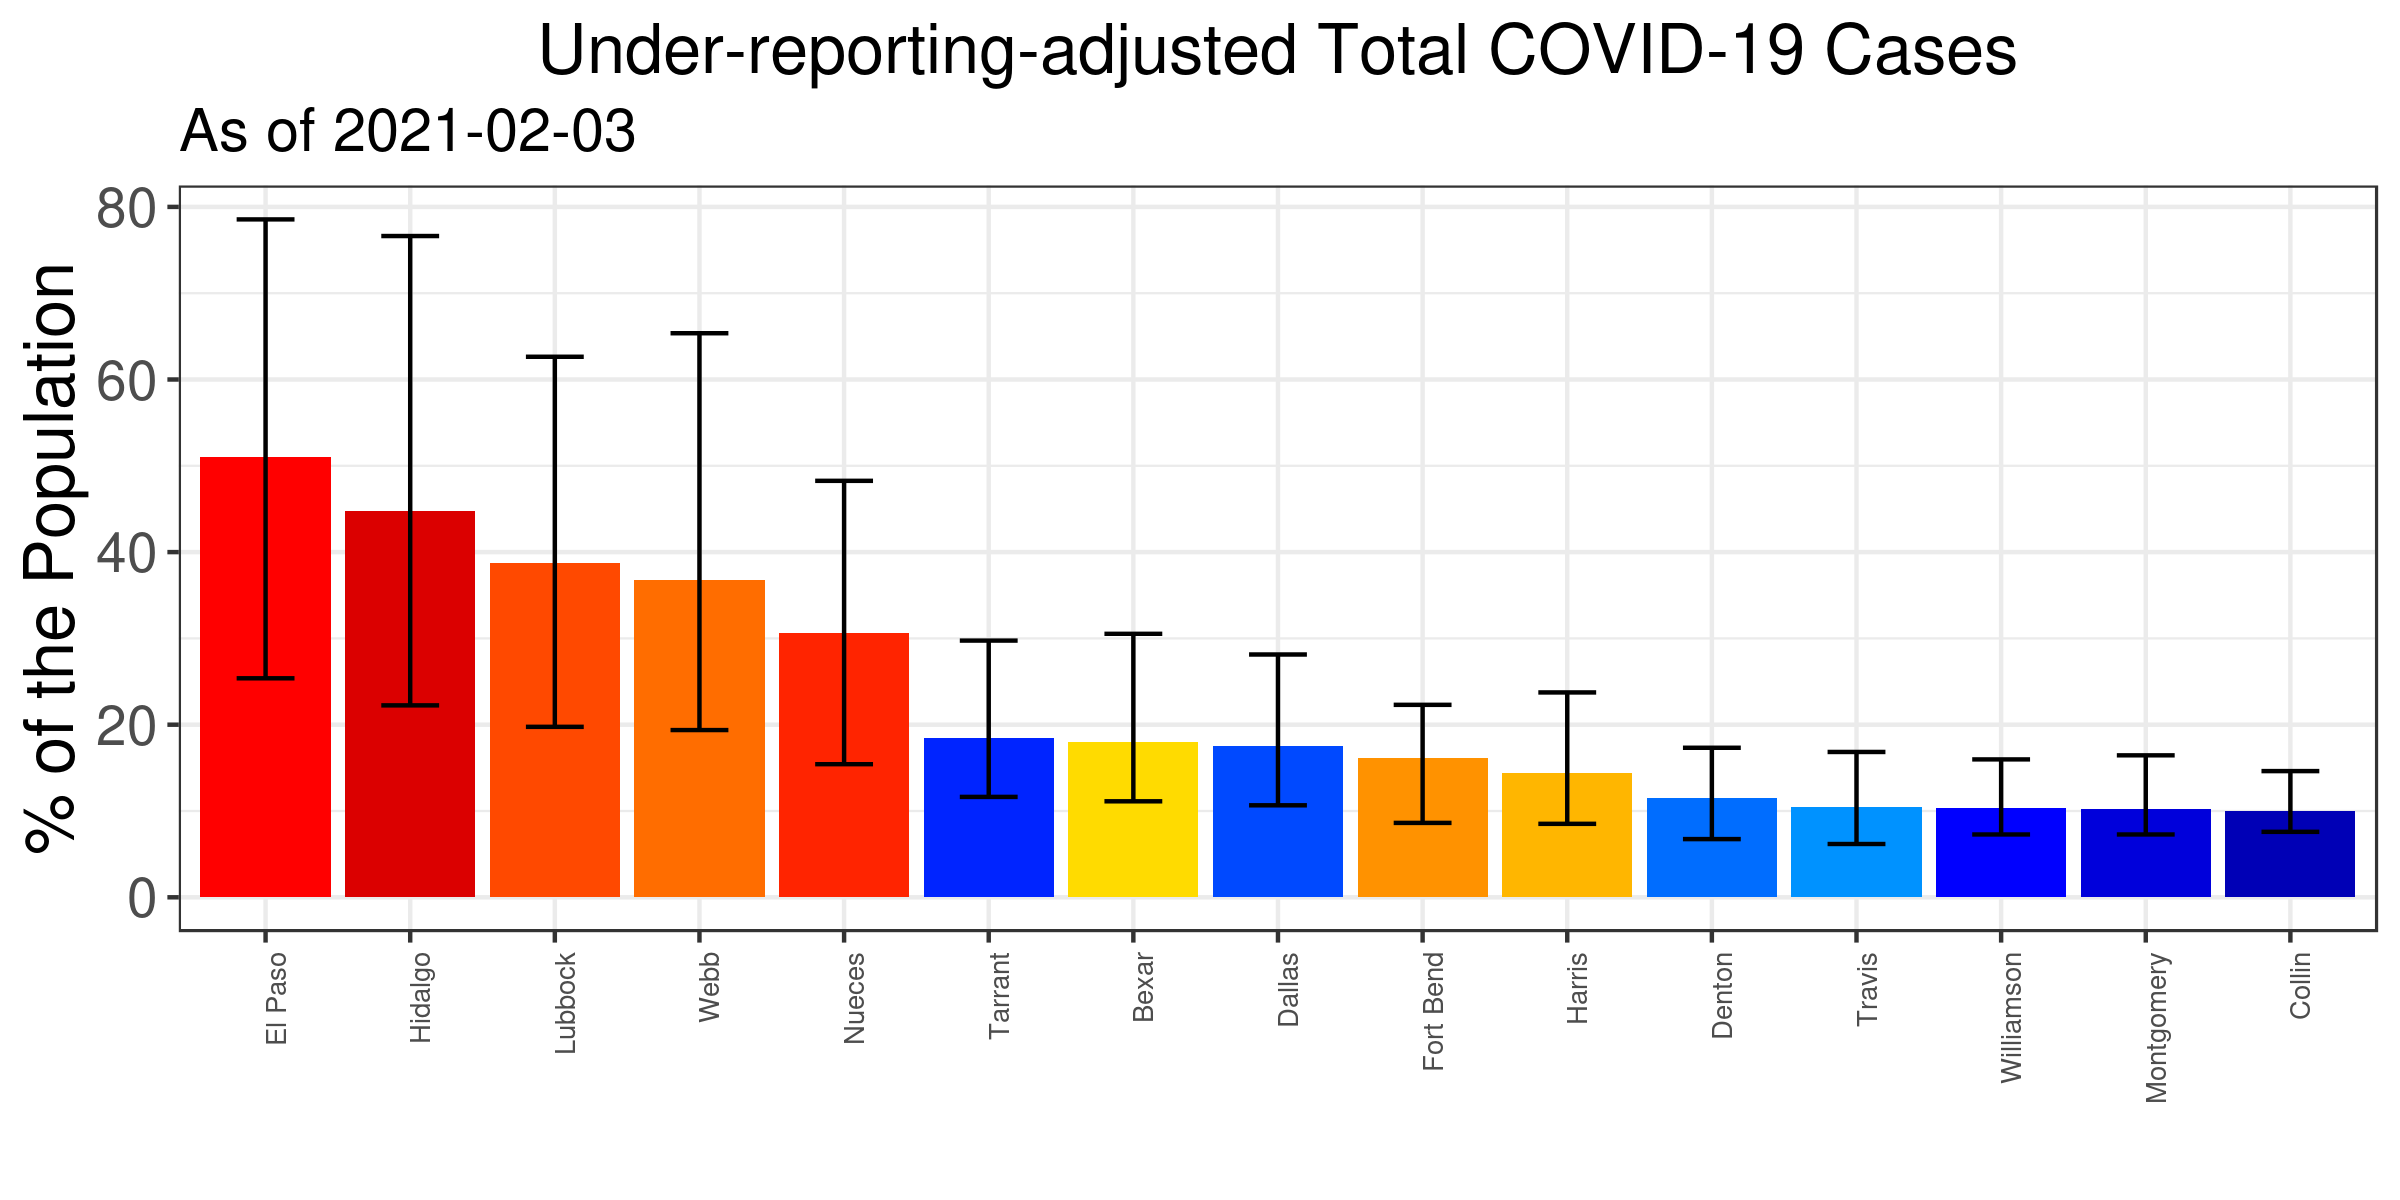 Under-reporting-adjusted Total COVID-19 Cases
As of 2021-02-03
% of the Population
80
60
40
20
0
El Paso
Hidalgo
Lubbock
Webb
Nueces
Tarrant
Bexar
Dallas
Fort Bend
Harris
Denton
Travis
Williamson
Montgomery
Collin